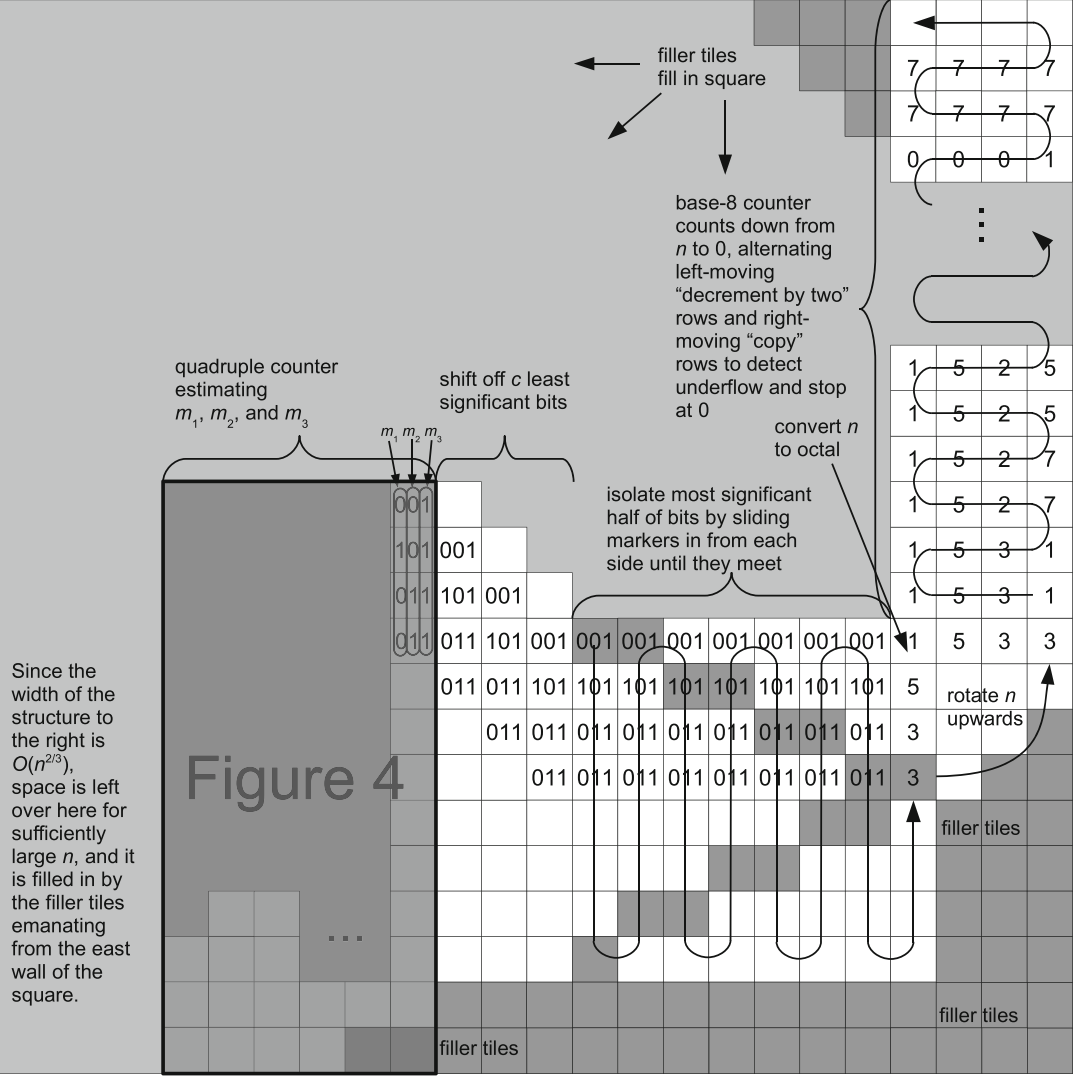 filler tiles
fill in square
7 7 7 7
7 7 7 7
0 0 0 1
base-8 counter
counts down from
n to 0, alternating
left-moving
“decrement by two”
rows and right-
moving “copy”
rows to detect
underflow and stop
at 0
quadruple counter
estimating
m1, m2, and m3
shift off c least
significant bits
convert n
to octal
m1 m2 m3
isolate most significant
half of bits by sliding
markers in from each
side until they meet
1 5 2 5
1 5 2 5
1 5 2 7
1 5 2 7
1 5 3 1
1 5 3 1
001
101 001
011 101 001
011 011 101 001 001 001 001 001 001 001 001 1 5 3 3
011 011 101 101 101 101 101 101 101 101 5
011 011 011 011 011 011 011 011 011 3
011 011 011 011 011 011 011 011 3
rotate n
upwards
Since the
width of the
structure to
the right is
O(n2/3),
space is left
over here for
sufficiently
large n, and it
is filled in by
the filler tiles
emanating
from the east
wall of the
square.
Figure 4
...
filler tiles
filler tiles
filler tiles